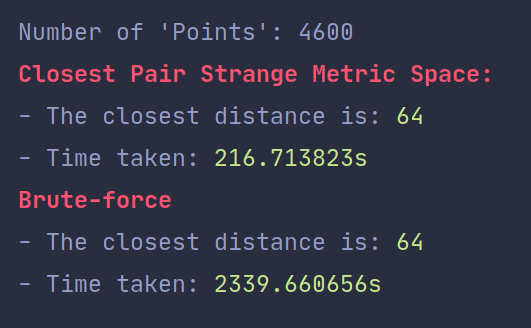 Number of 'Points': 4600
Closest Pair Strange Metric Space:
- The closest distance is: 64
- Time taken: 216.713823s
Brute-force
- The closest distance is: 64
- Time taken: 2339.660656s